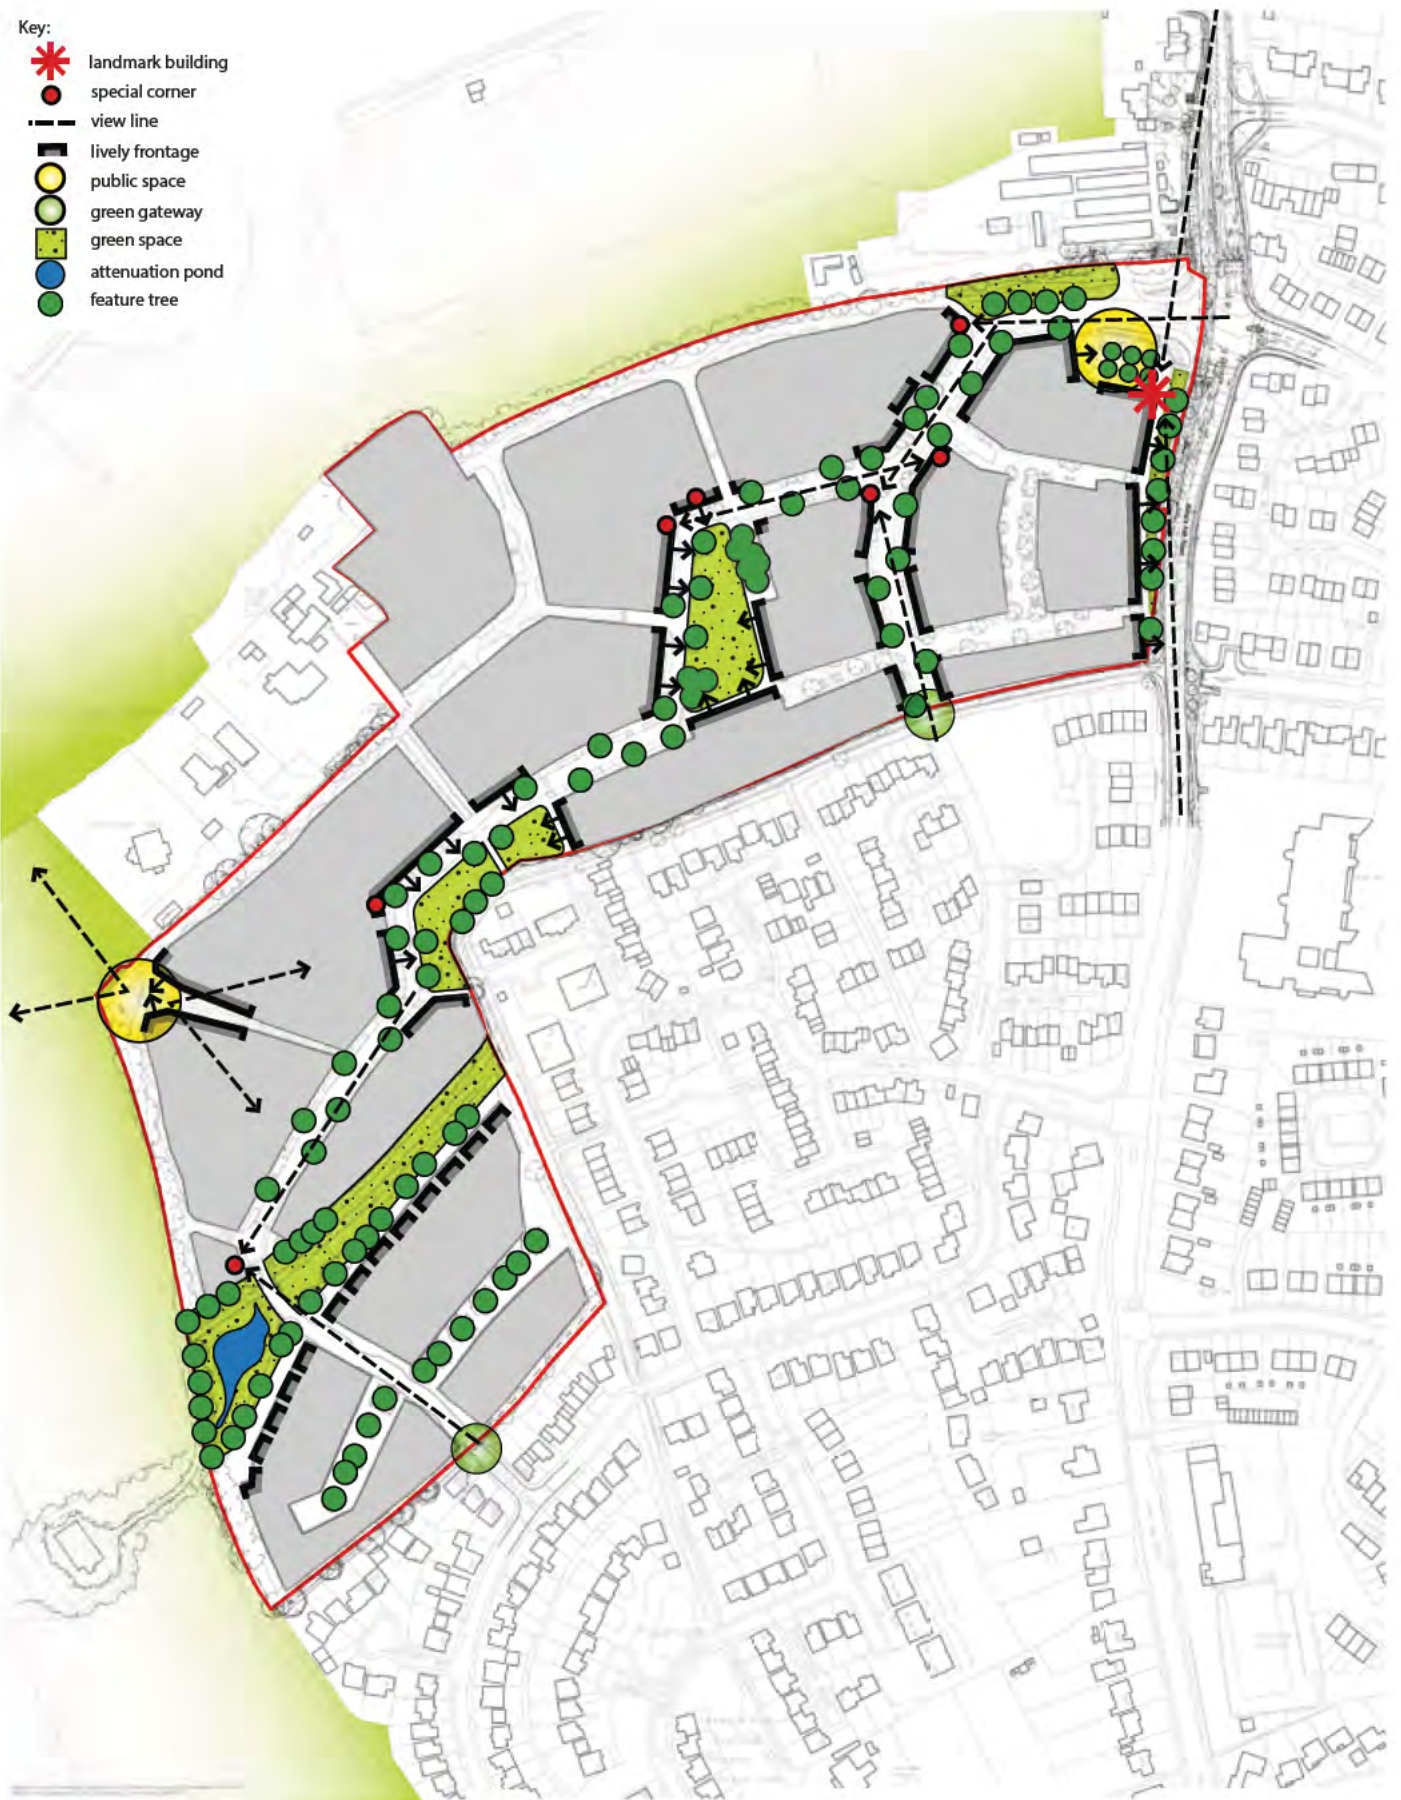 Key:
landmark building
special corner
view line
lively frontage
public space
green gateway
green space
attenuation pond
feature tree